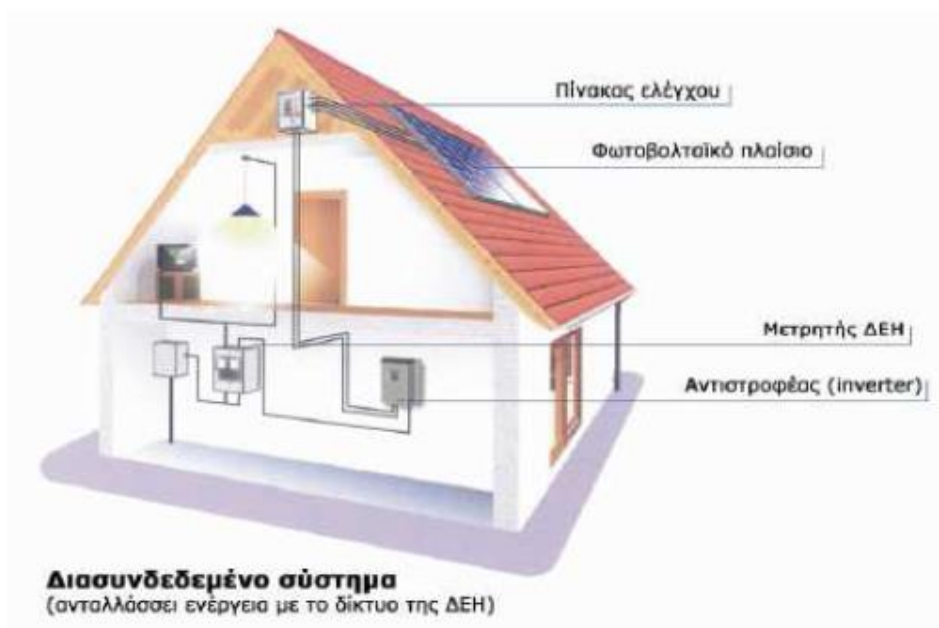 Πίνακας ελέγχου
Φωτοβολταϊκό πλαίσιο
Μετρητής ΔΕΗ
Αντιστροφέας (inverter)
Διασυνδεδεμένο σύστημα
(ανταλλάσσει ενέργεια με το δίκτυο της ΔΕΗ)